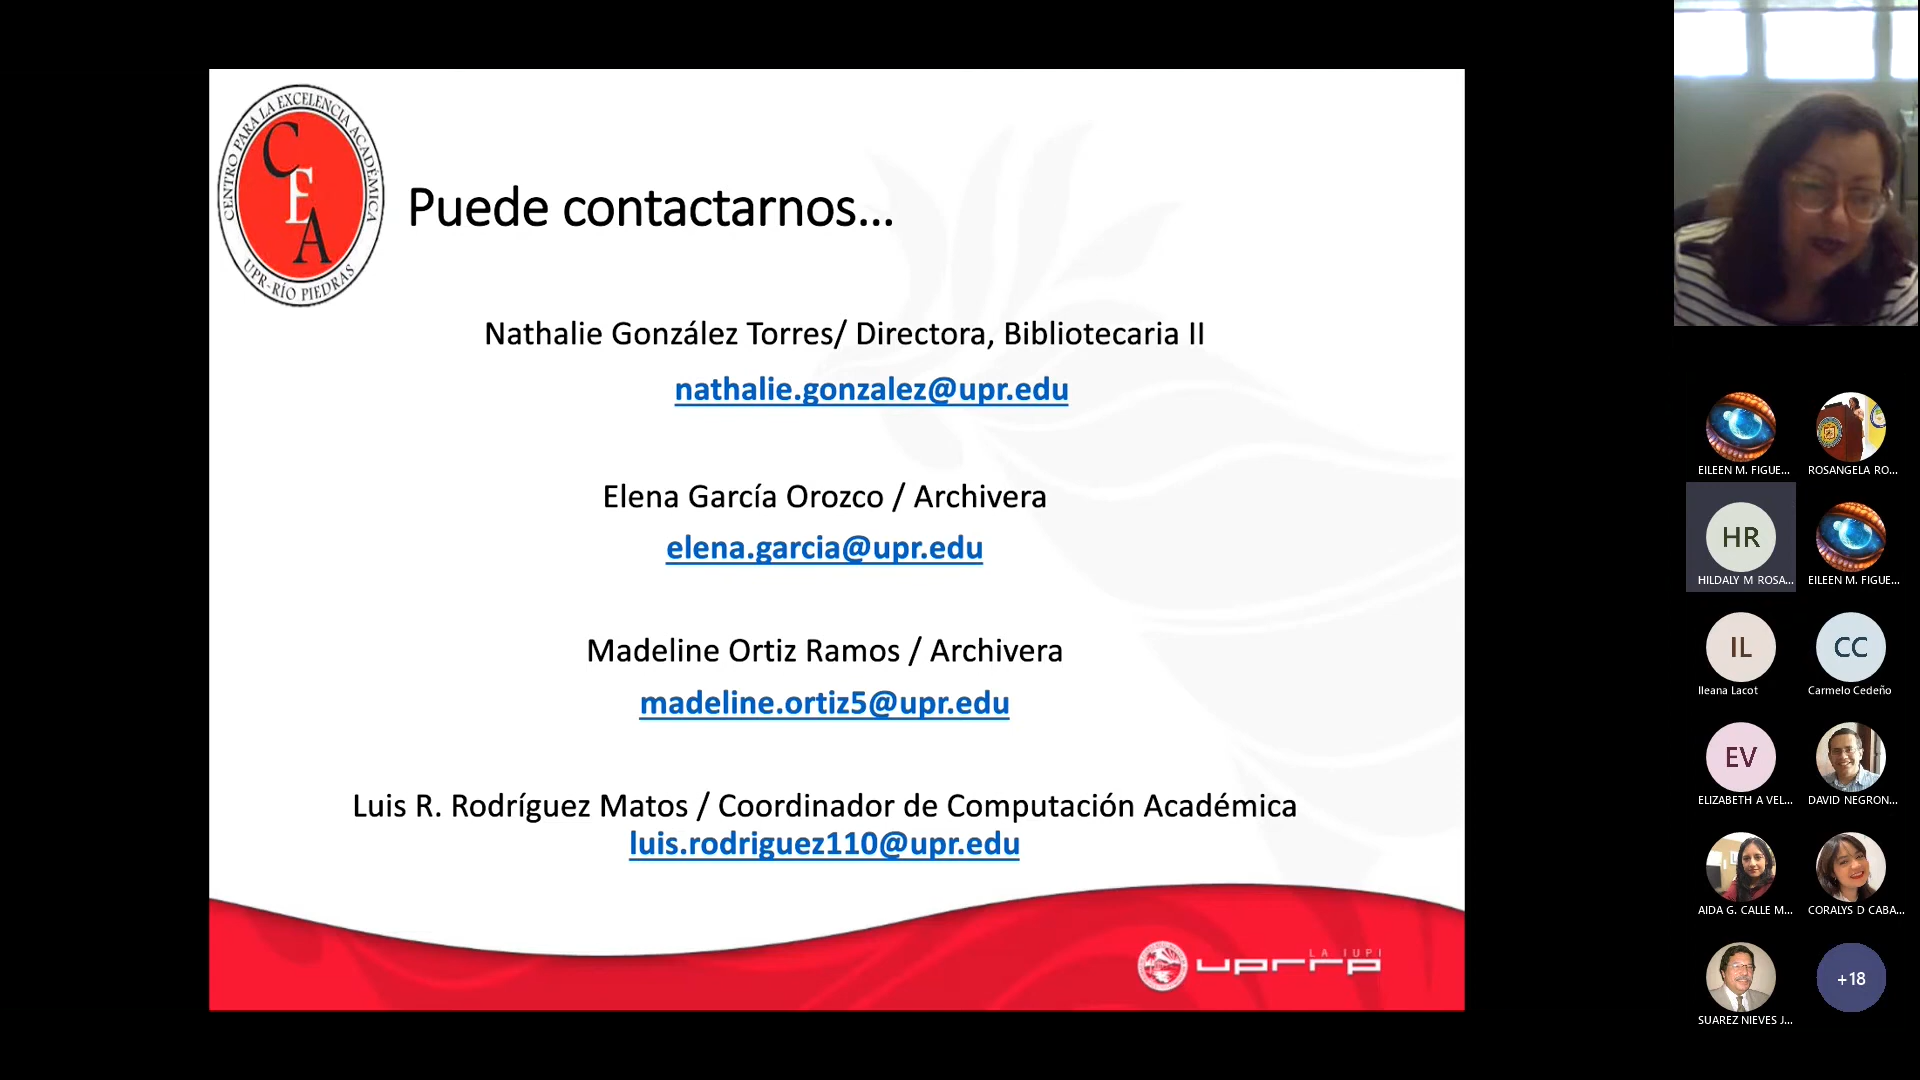 CENTRO PARA LA EXCELENCIA ACADÉMICA
CEA
UPR-RÍO PIEDRAS
Puede contactarnos...
Nathalie González Torres/ Directora, Bibliotecaria II
nathalie.gonzalez@upr.edu
Elena García Orozco / Archivera
elena.garcia@upr.edu
Madeline Ortiz Ramos / Archivera
madeline.ortiz5@upr.edu
Luis R. Rodríguez Matos / Coordinador de Computación Académica
luis.rodriguez110@upr.edu
LA IUPI
uprrp
EILEEN M. FIGUE...
ROSANGELA RO...
HR
HILDALY M ROSA...
EILEEN M. FIGUE...
IL
CC
Ileana Lacot
Carmelo Cedeño
EV
ELIZABETH A VEL...
DAVID NEGRON...
AIDA G. CALLE M...
CORALYS D CABA...
+18
SUAREZ NIEVES J...